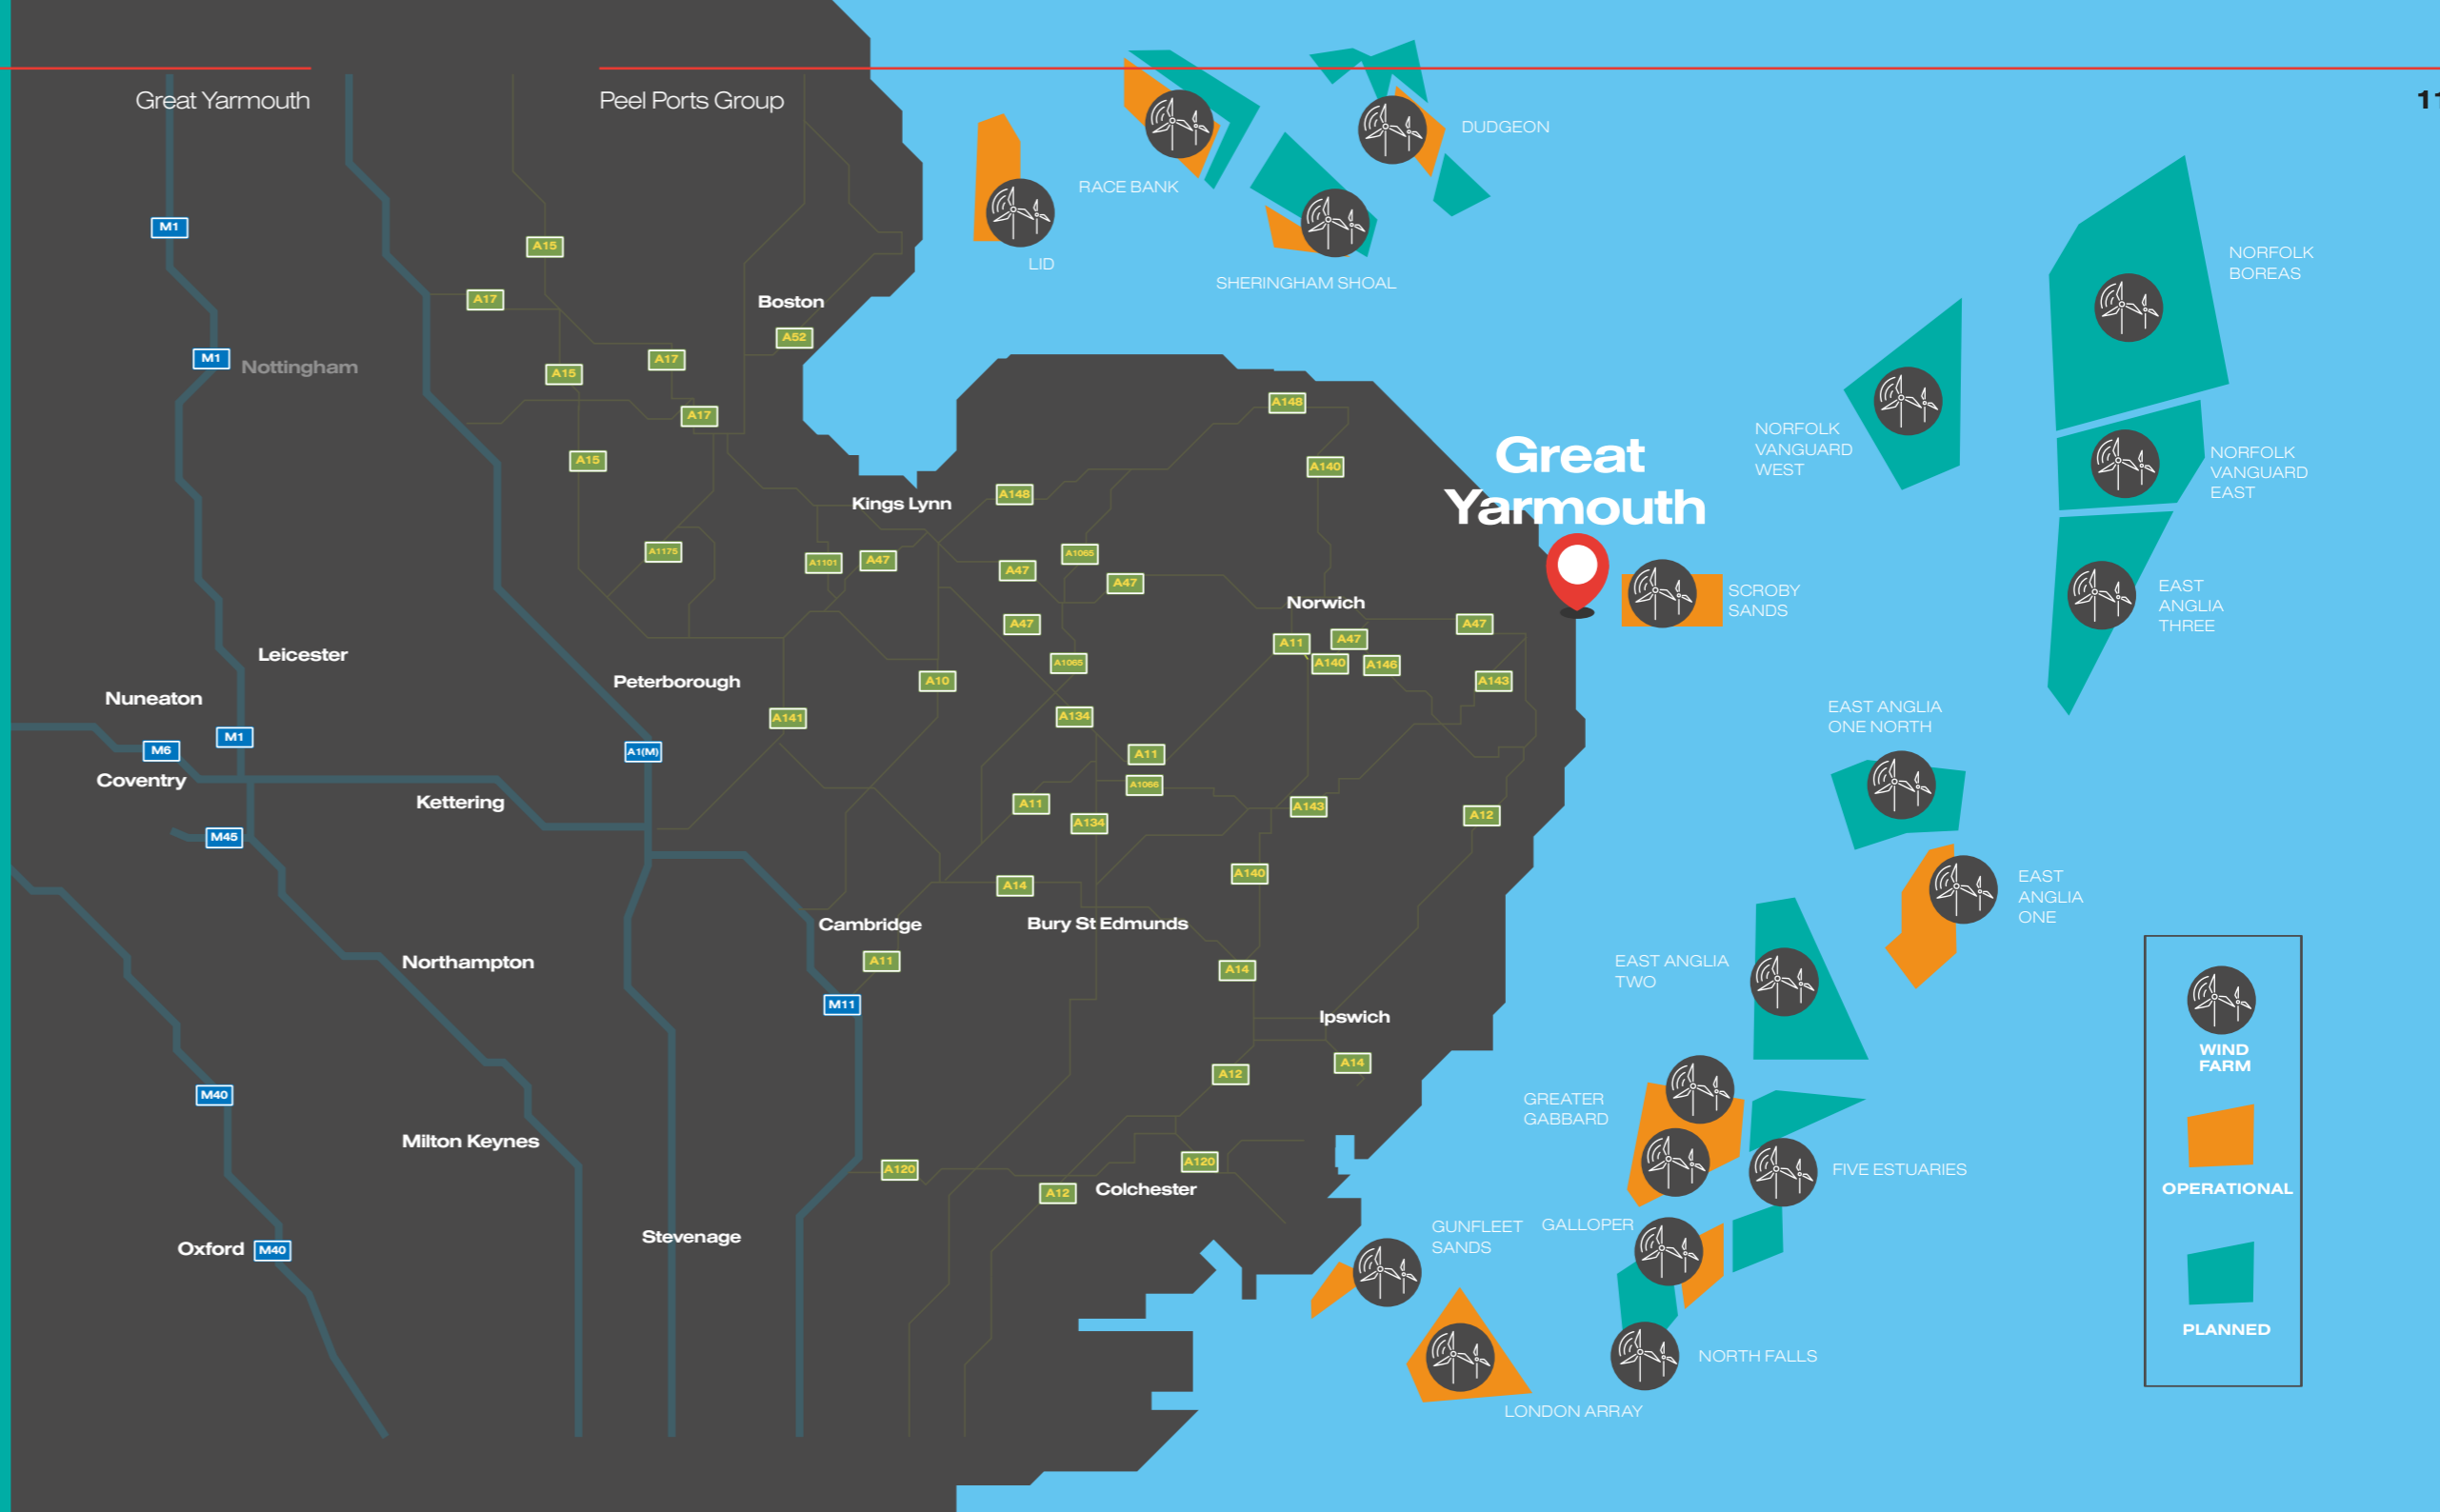 Great Yarmouth
Peel Ports Group
11
DUDGEON
RACE BANK
LID
SHERINGHAM SHOAL
NORFOLK
BOREAS
NORFOLK
VANGUARD
WEST
NORFOLK
VANGUARD
EAST
EAST
ANGLIA
THREE
Great
Yarmouth
SCROBY
SANDS
EAST ANGLIA
ONE NORTH
EAST
ANGLIA
ONE
EAST ANGLIA
TWO
GREATER
GABBARD
FIVE ESTUARIES
GUNFLEET
SANDS
GALLOPER
NORTH FALLS
LONDON ARRAY
WIND
FARM
OPERATIONAL
PLANNED
M1
A15
A17
Boston
A52
M1
Nottingham
A17
A15
A17
A148
A15
A140
A148
Kings Lynn
A1175
A1101
A47
A47
A1065
A47
Norwich
A47
A47
A47
A11
A140
A146
Leicester
A1065
Peterborough
A10
A143
Nuneaton
A141
A134
M1
M6
A1(M)
A11
Coventry
A1066
Kettering
A11
A143
A12
A134
M45
A140
A14
Cambridge
Bury St Edmunds
Northampton
A11
A14
M11
Ipswich
A14
A12
M40
Milton Keynes
A120
A120
A12
Colchester
Stevenage
Oxford
M40